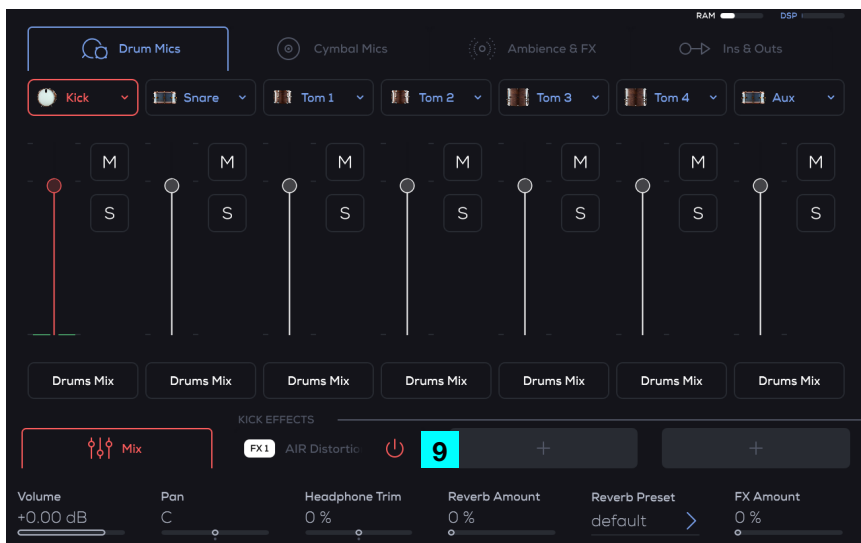 RAM DSP
Drum Mics Cymbal Mics Ambience & FX Ins & Outs
Kick Snare Tom 1 Tom 2 Tom 3 Tom 4 Aux
M M M M M M M
S S S S S S S
Drums Mix Drums Mix Drums Mix Drums Mix Drums Mix Drums Mix Drums Mix
KICK EFFECTS
Mix FX1 AIR Distortio 9 + +
Volume Pan Headphone Trim Reverb Amount Reverb Preset FX Amount
+0.00 dB C 0 % 0 % default 0 %